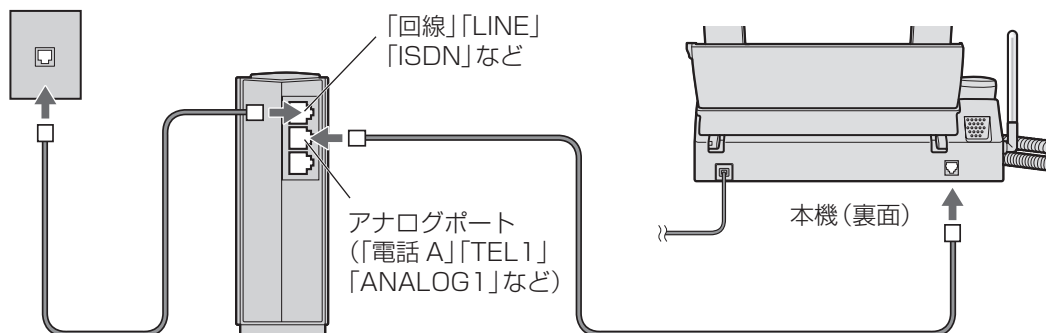 「回線」「LINE」
「ISDN」など
アナログポート
(「電話 A」「TEL1」
「ANALOG1」など)
本機(裏面)